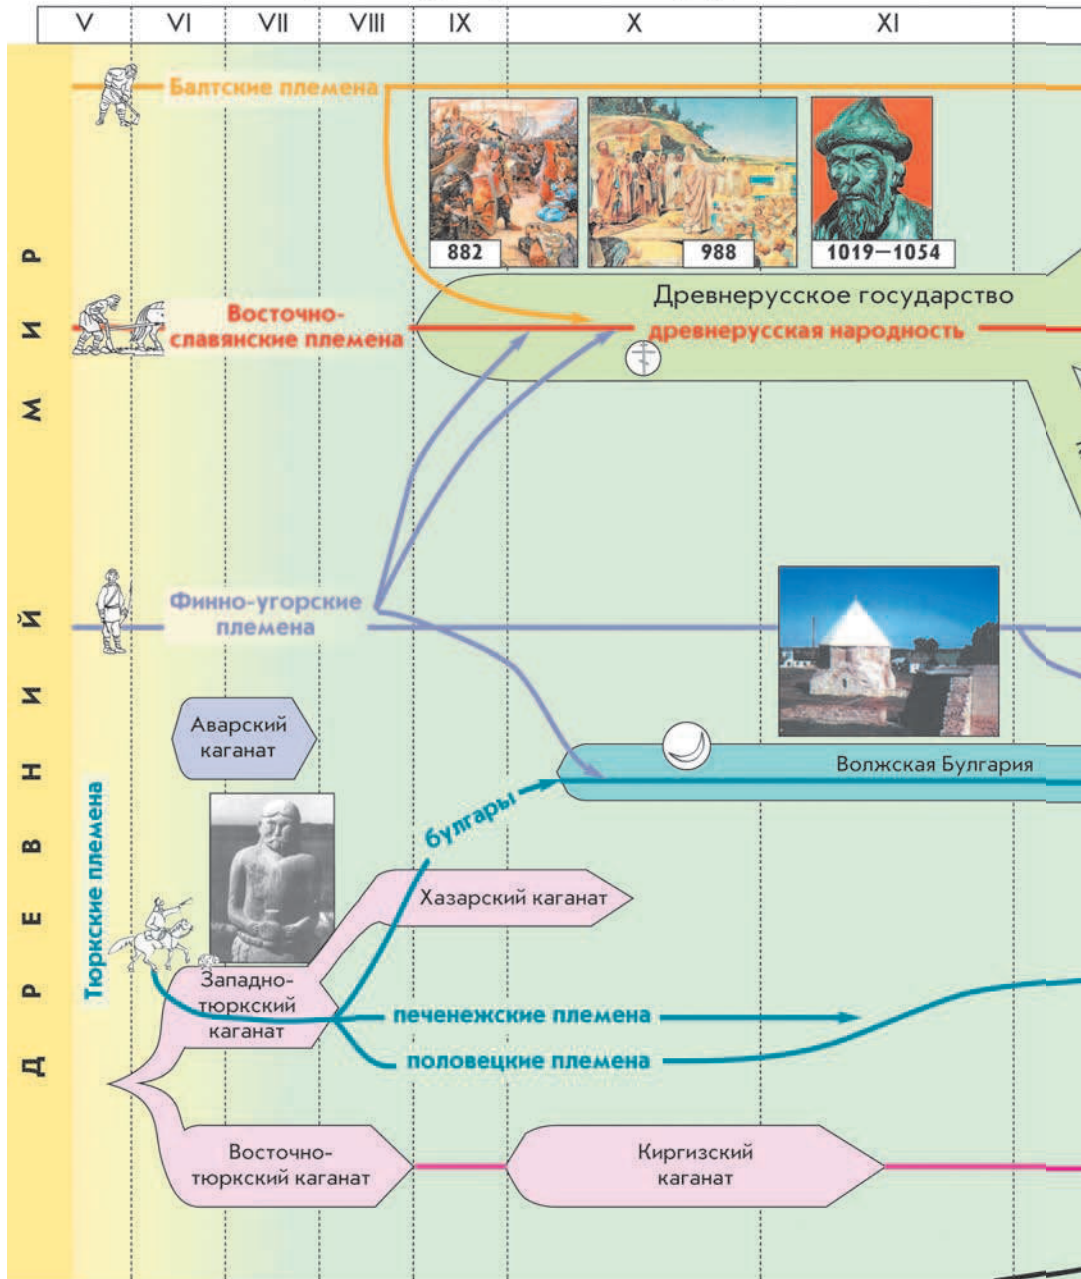 V VI VII VIII IX X XI
ДРЕВНИЙ МИР
Балтские племена
882
988
1019—1054
Древнерусское государство
Восточно-
славянские племена
древнерусская народность
Финно-угорские
племена
Аварский
каганат
Волжская Булгария
булгары
Тюркские племена
Хазарский каганат
Западно-
тюркский
каганат
печенежские племена
половецкие племена
Восточно-
тюркский каганат
Киргизский
каганат